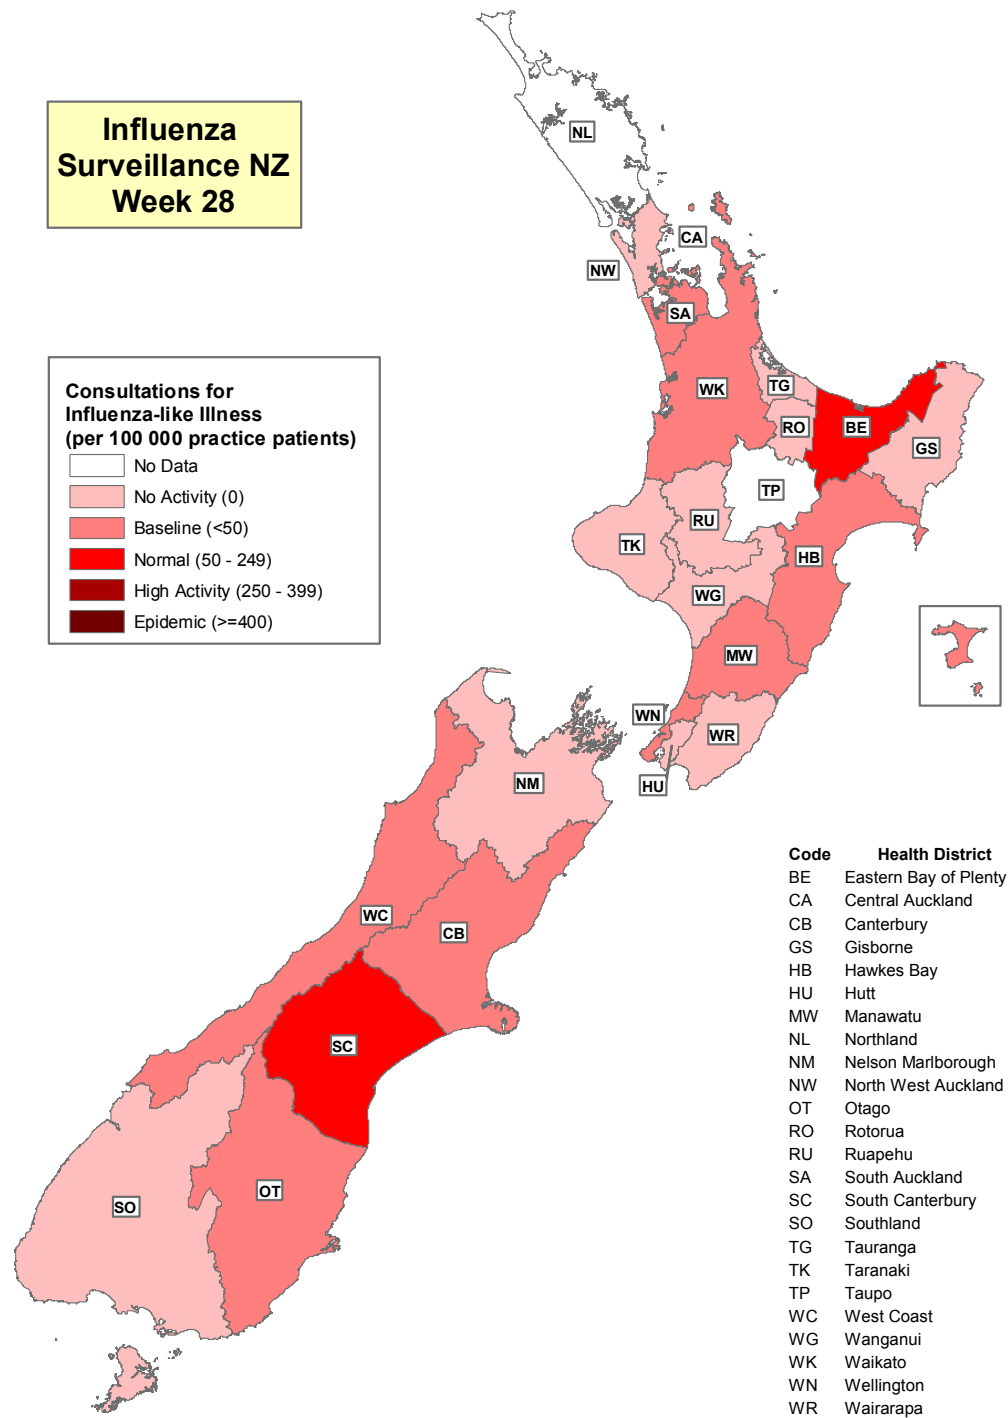 Influenza
Surveillance NZ
Week 28
NL
CA
NW
SA
WK
TG
RO
BE
GS
TP
RU
TK
HB
WG
MW
WN
WR
HU
NM
WC
CB
SC
OT
SO
Consultations for
Influenza-like Illness
(per 100 000 practice patients)
No Data
No Activity (0)
Baseline (<50)
Normal (50 - 249)
High Activity (250 - 399)
Epidemic (>=400)
Code Health District
BE Eastern Bay of Plenty
CA Central Auckland
CB Canterbury
GS Gisborne
HB Hawkes Bay
HU Hutt
MW Manawatu
NL Northland
NM Nelson Marlborough
NW North West Auckland
OT Otago
RO Rotorua
RU Ruapehu
SA South Auckland
SC South Canterbury
SO Southland
TG Tauranga
TK Taranaki
TP Taupo
WC West Coast
WG Wanganui
WK Waikato
WN Wellington
WR Wairarapa